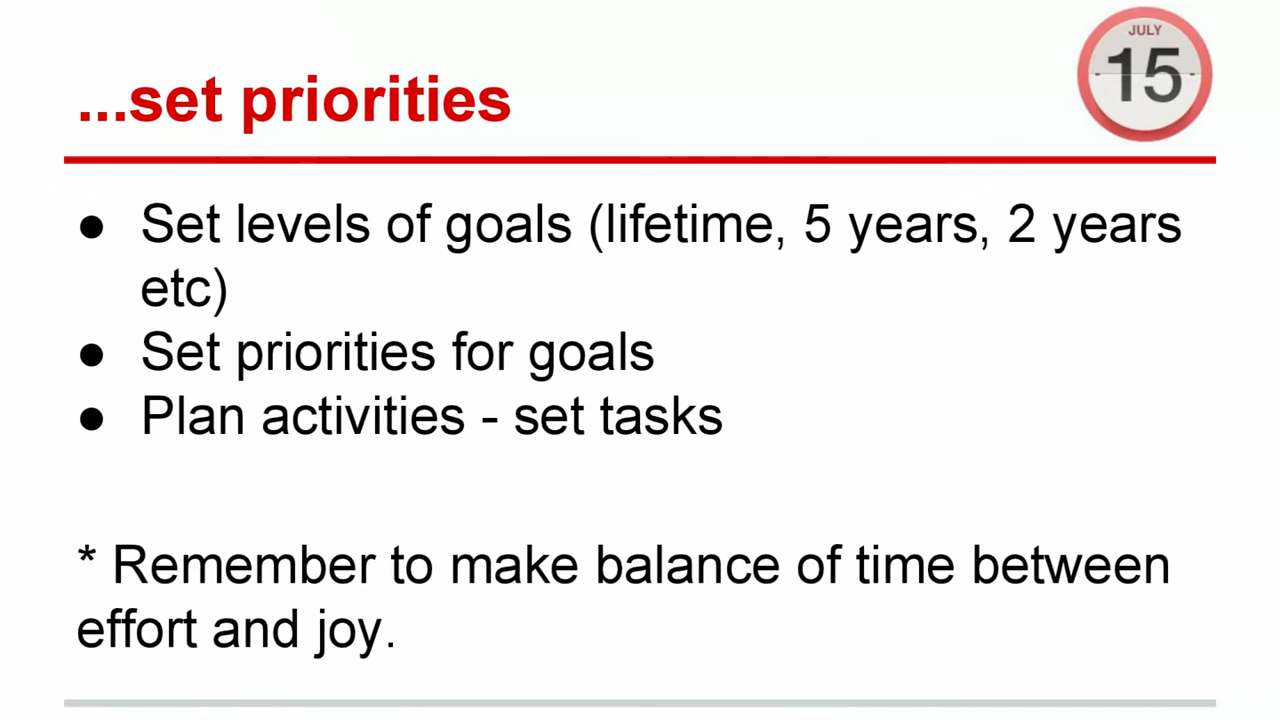 JULY
15
...set priorities
● Set levels of goals (lifetime, 5 years, 2 years
etc)
● Set priorities for goals
● Plan activities - set tasks
* Remember to make balance of time between
effort and joy.